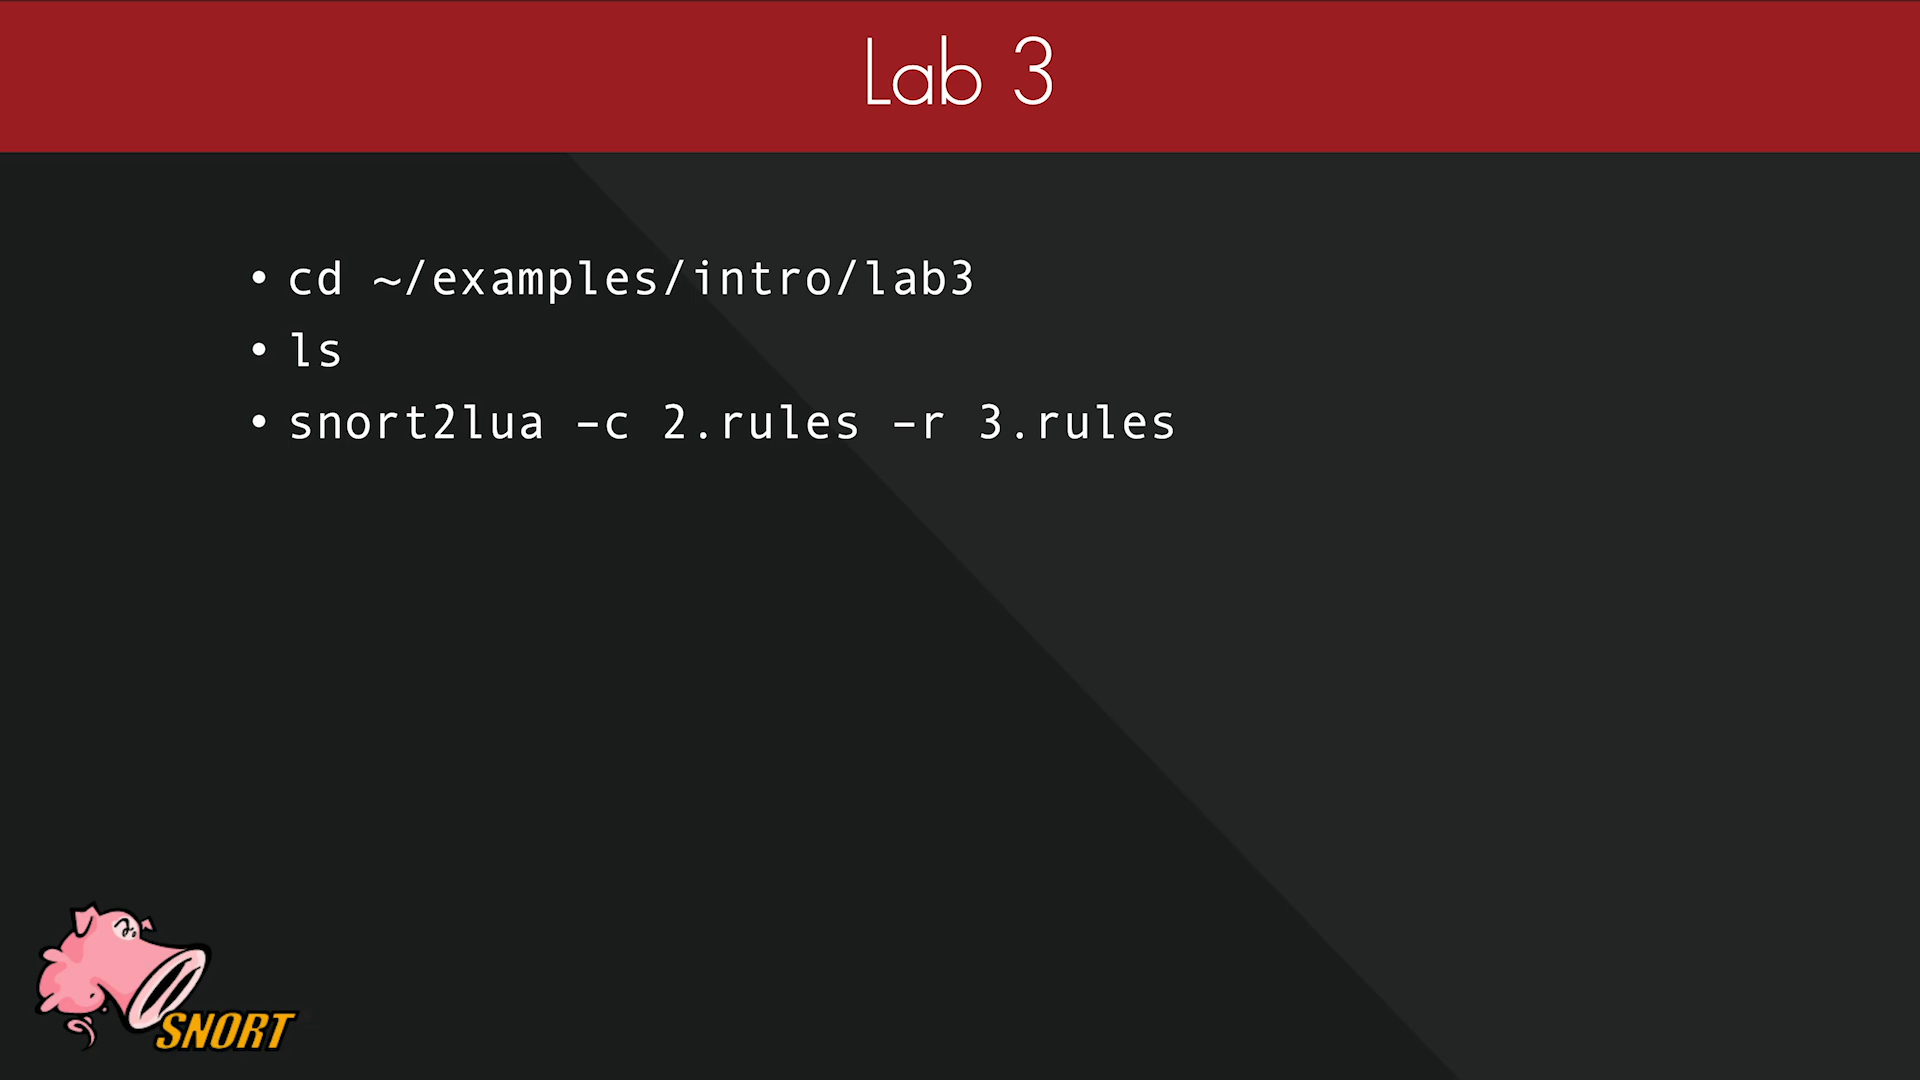 Lab 3
• cd ~/examples/intro/lab3
• ls
• snort2lua –c 2.rules –r 3.rules
SNORT